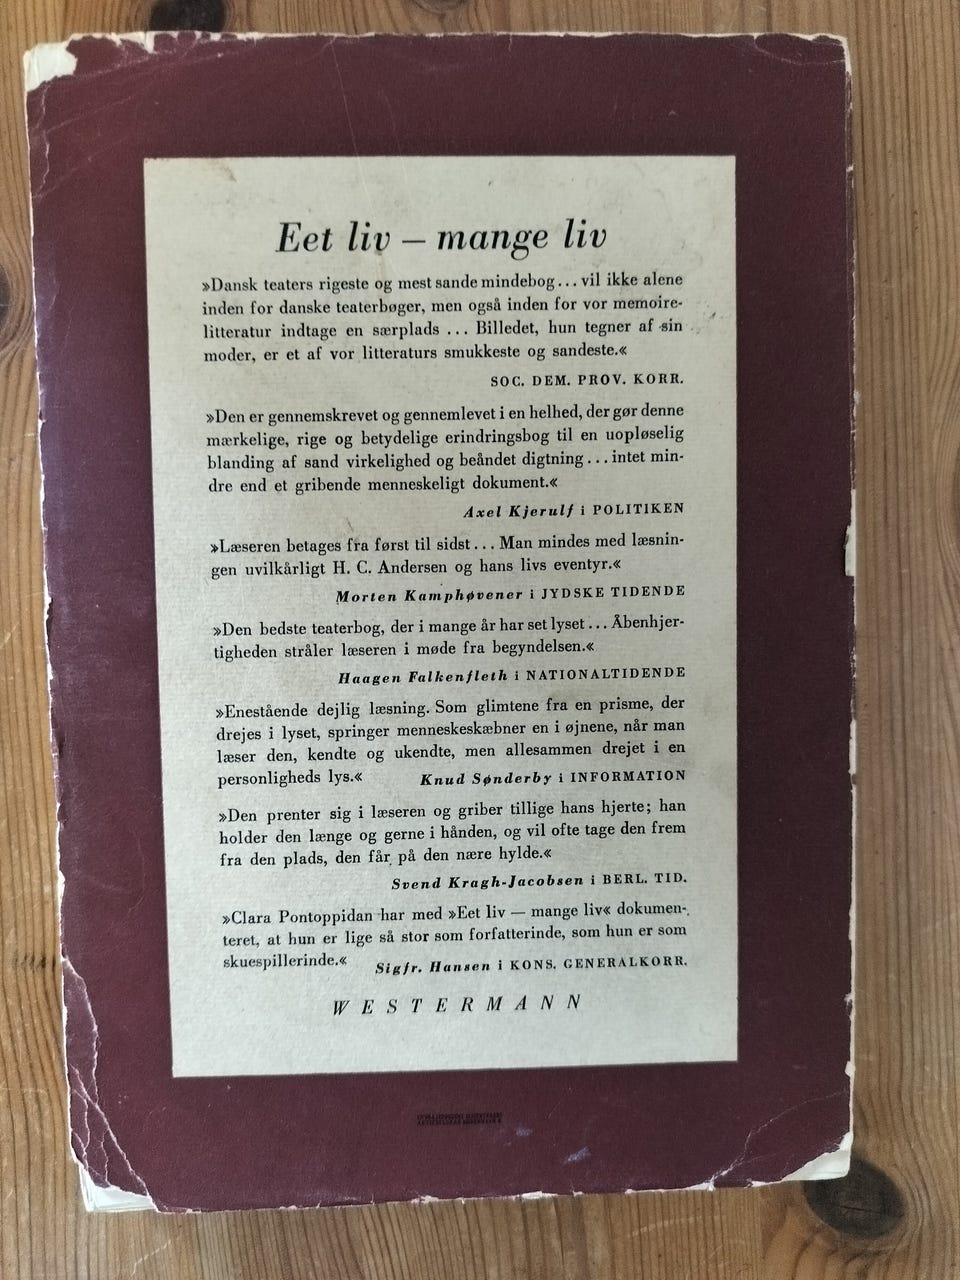 Eet liv – mange liv
»Dansk teaters rigeste og mest sande mindebog... vil ikke alene
inden for danske teaterbøger, men også inden for vor memoire-
litteratur indtage en særplads ... Billedet, hun tegner af sin
moder, er et af vor litteraturs smukkeste og sandeste.«
SOC. DEM. PROV. KORR.
»Den er gennemskrevet og gennemlevet i en helhed, der gør denne
mærkelige, rige og betydelige erindringsbog til en uopløselig
blanding af sand virkelighed og beåndet digtning... intet min-
dre end et gribende menneskeligt dokument.«
Axel Kjerulf i POLITIKEN
»Læseren betages fra først til sidst... Man mindes med læsnin-
gen uvilkårligt H. C. Andersen og hans livs eventyr.«
Morten Kamphøvener i JYDSKE TIDENDE
»Den bedste teaterbog, der i mange år har set lyset... Åbenhjer-
tigheden stråler læseren i møde fra begyndelsen.«
Haagen Falkenfleth i NATIONALTIDENDE
»Enestående dejlig læsning. Som glimtene fra en prisme, der
drejes i lyset, springer menneskeskæbner en i øjnene, når man
læser den, kendte og ukendte, men allesammen drejet i en
personligheds lys.« Knud Sønderby i INFORMATION
»Den prenter sig i læseren og griber tillige hans hjerte; han
holder den længe og gerne i hånden, og vil ofte tage den frem
fra den plads, den får på den nære hylde.«
Svend Kragh-Jacobsen i BERL. TID.
»Clara Pontoppidan har med »Eet liv — mange liv« dokumen-
teret, at hun er lige så stor som forfatterinde, som hun er som
skuespillerinde.« Sigfr. Hansen i KONS. GENERALKORR.
WESTERMANN